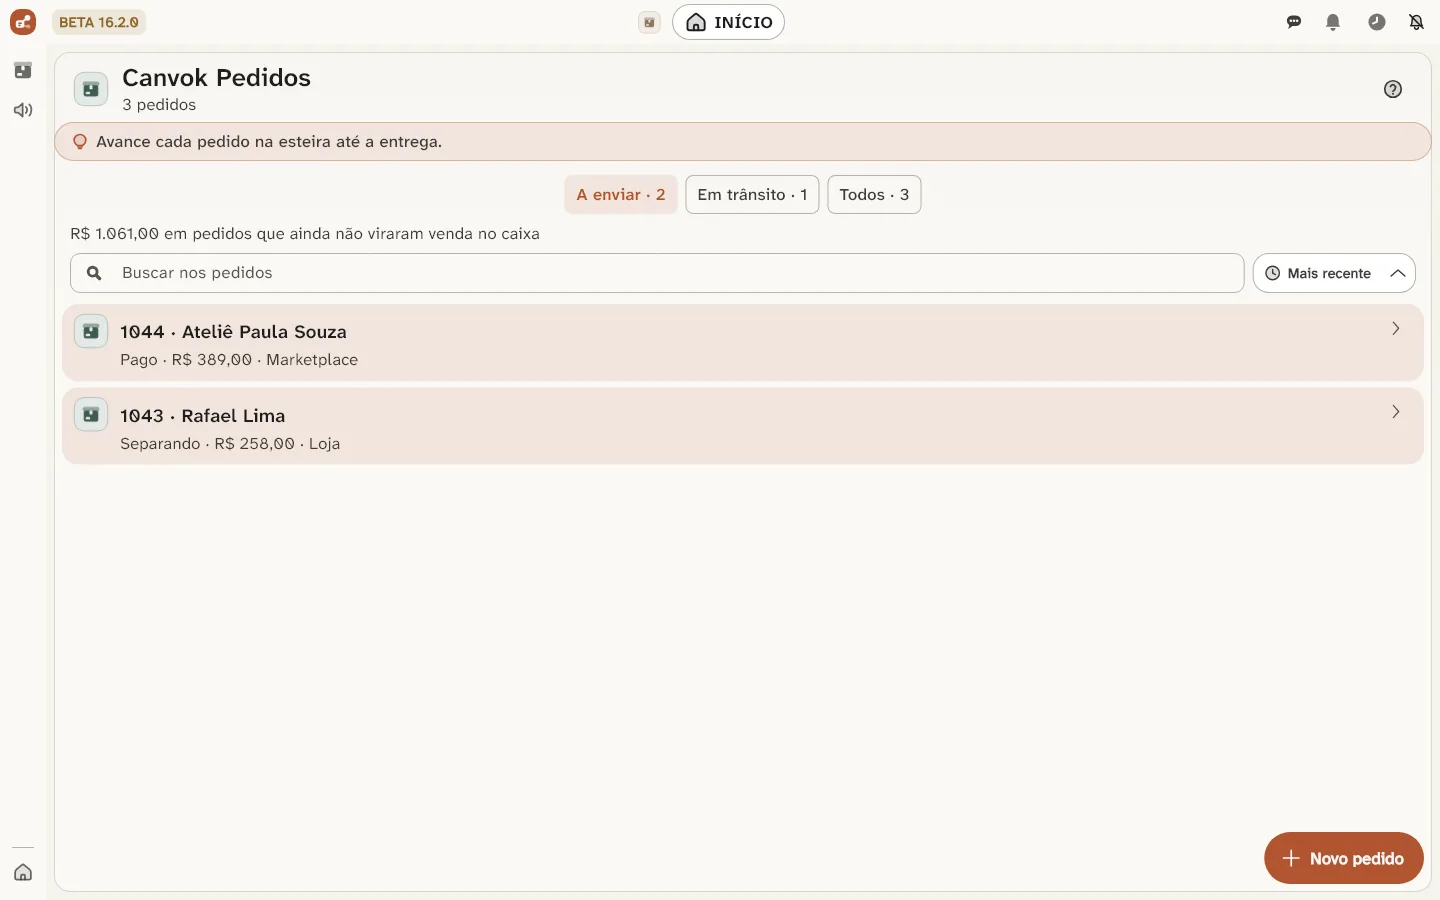 BETA 16.2.0
INÍCIO
Canvok Pedidos
3 pedidos
Avance cada pedido na esteira até a entrega.
A enviar · 2
Em trânsito · 1
Todos · 3
R$ 1.061,00 em pedidos que ainda não viraram venda no caixa
Buscar nos pedidos
Mais recente
1044 · Ateliê Paula Souza
Pago · R$ 389,00 · Marketplace
1043 · Rafael Lima
Separando · R$ 258,00 · Loja
Novo pedido